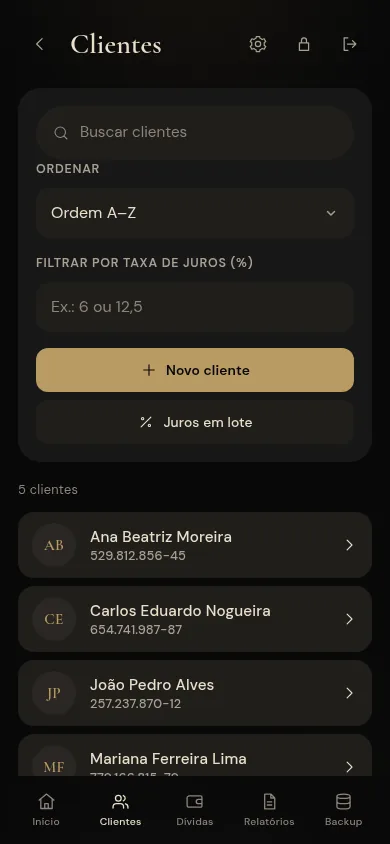 Clientes
Buscar clientes
ORDENAR
Ordem A–Z
FILTRAR POR TAXA DE JUROS (%)
Ex.: 6 ou 12,5
Novo cliente
Juros em lote
5 clientes
AB
Ana Beatriz Moreira
529.812.856-45
CE
Carlos Eduardo Nogueira
654.741.987-87
JP
João Pedro Alves
257.237.870-12
MF
Mariana Ferreira Lima
Início
Clientes
Dívidas
Relatórios
Backup